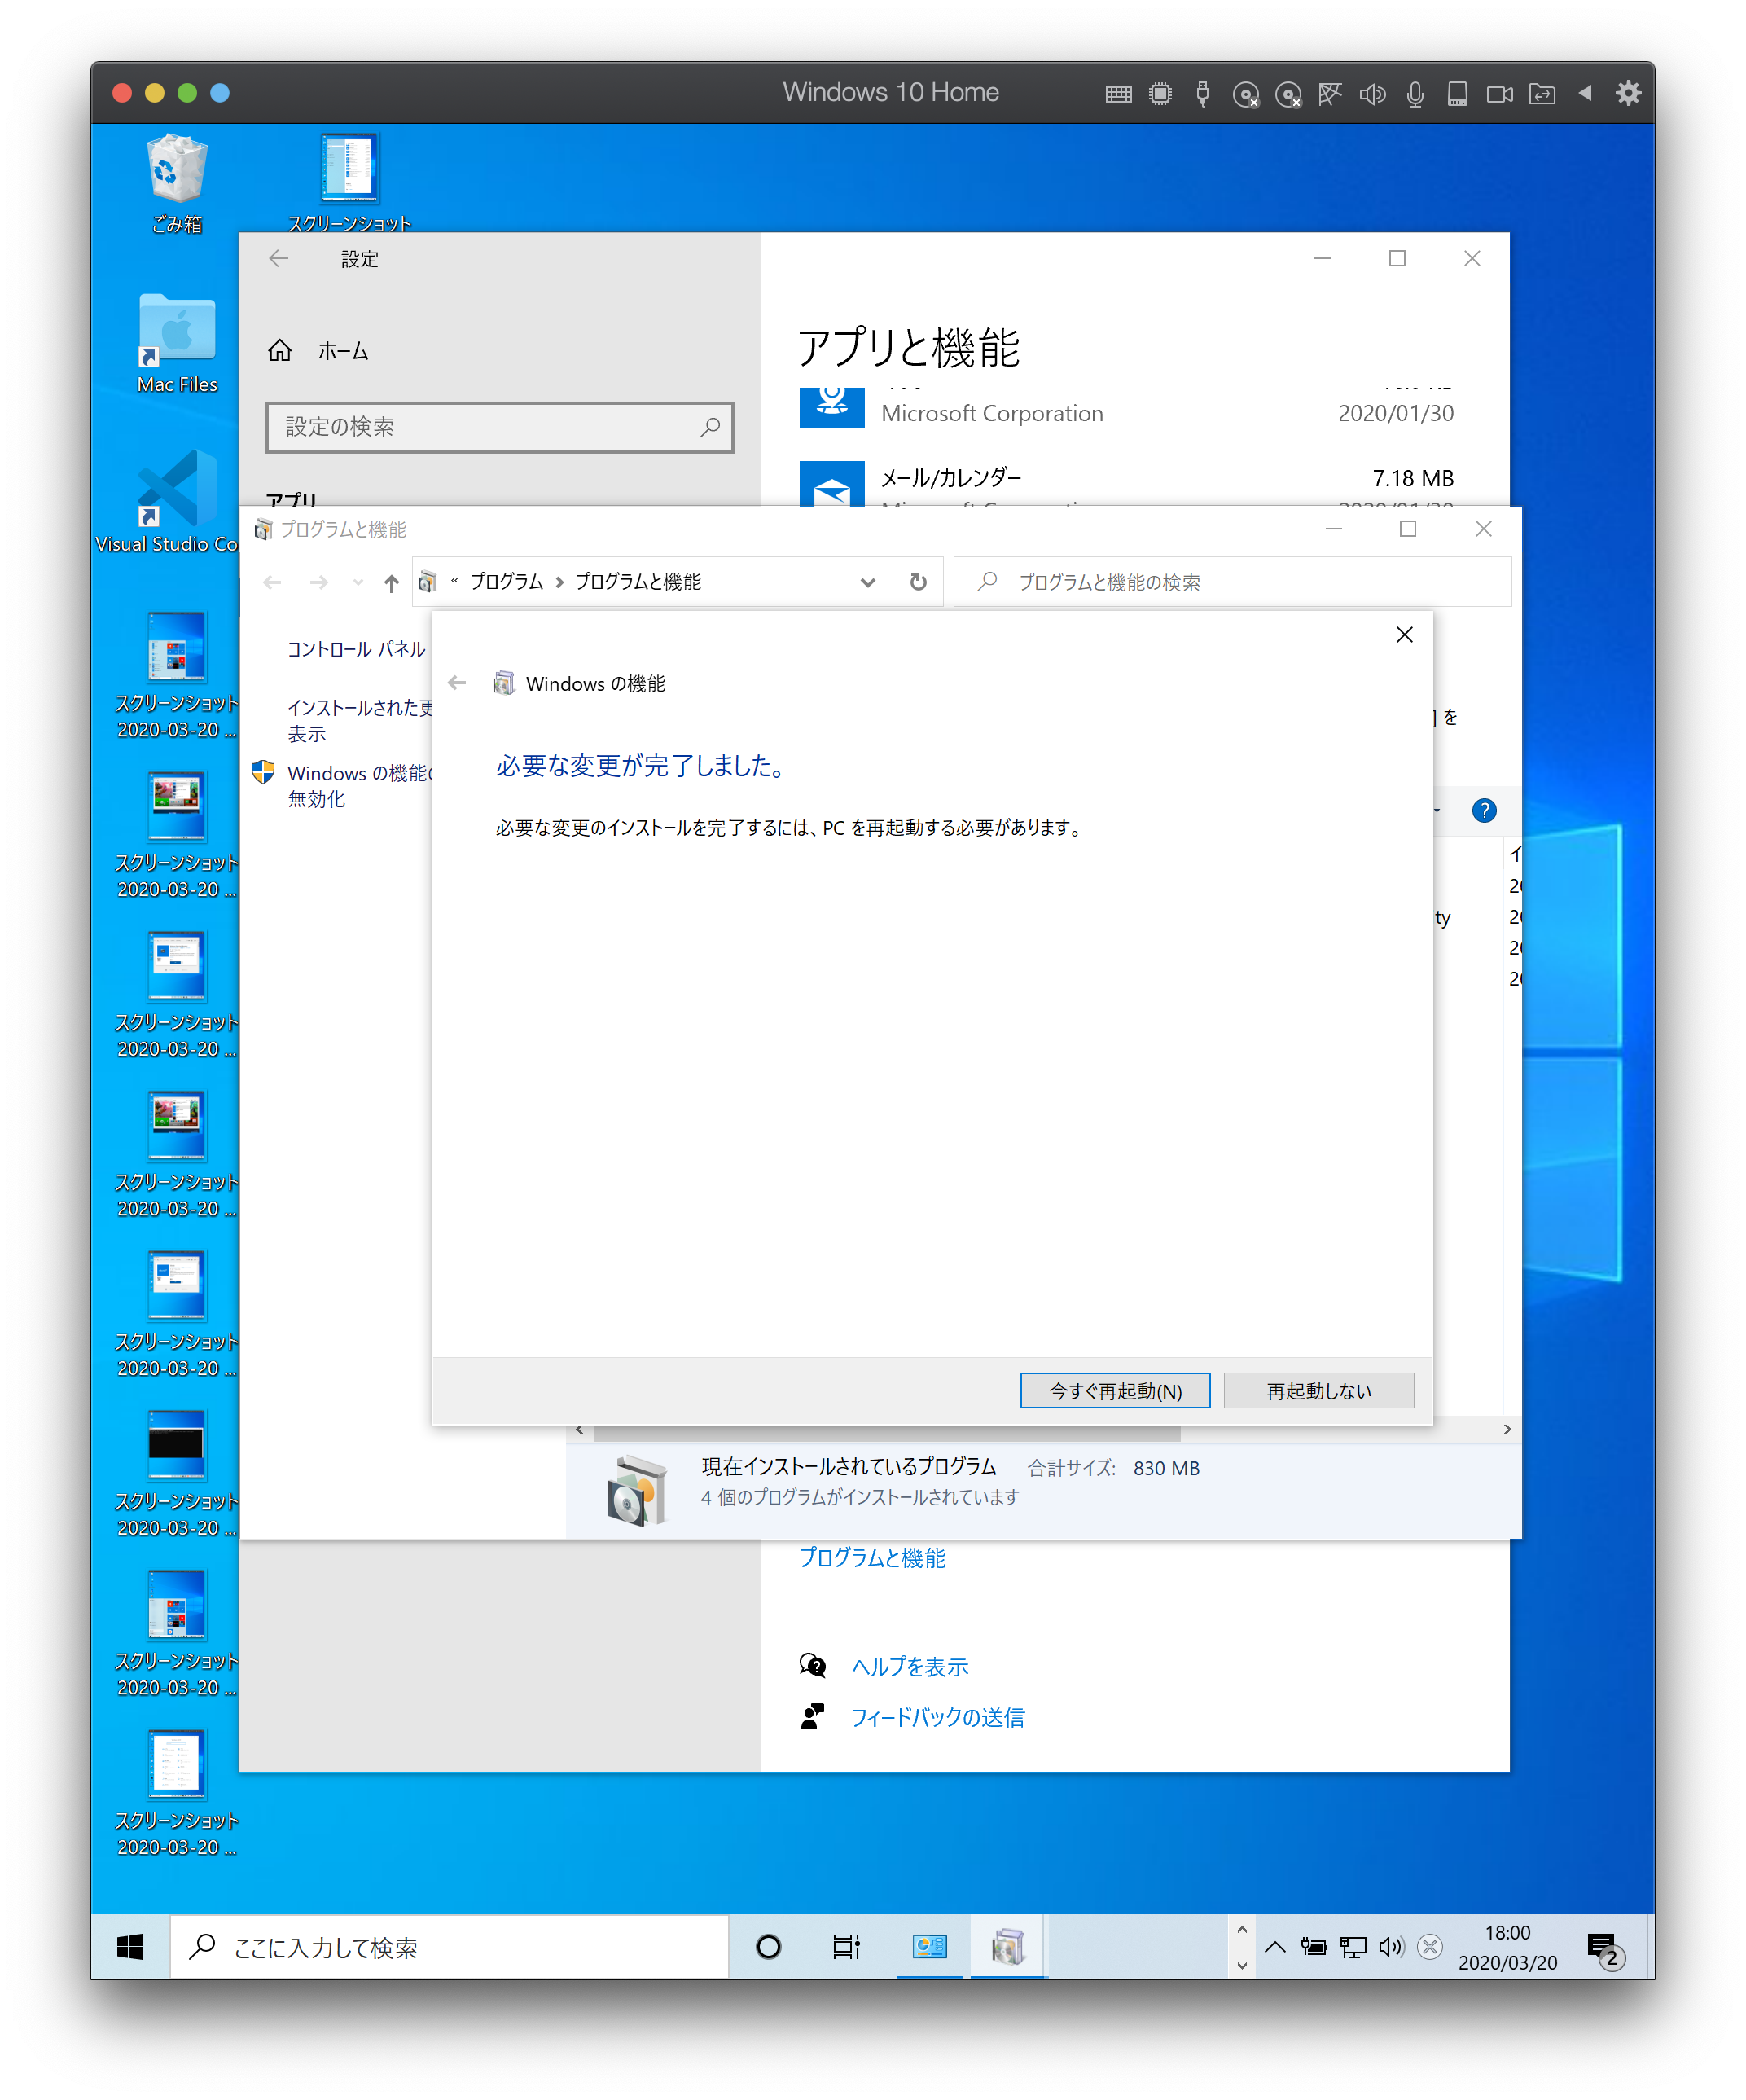 Windows 10 Home
ごみ箱
スクリーンショット
Mac Files
Visual Studio Co
スクリーンショット
2020-03-20 ...
スクリーンショット
2020-03-20 ...
スクリーンショット
2020-03-20 ...
スクリーンショット
2020-03-20 ...
スクリーンショット
2020-03-20 ...
スクリーンショット
2020-03-20 ...
スクリーンショット
2020-03-20 ...
スクリーンショット
2020-03-20 ...
設定
ホーム
設定の検索
アプリ
アプリと機能
Microsoft Corporation 2020/01/30
メール/カレンダー 7.18 MB
プログラムと機能
« プログラム › プログラムと機能
プログラムと機能の検索
コントロール パネル
インストールされた更
表示
Windows の機能の
無効化
] を
ty
Windows の機能
必要な変更が完了しました。
必要な変更のインストールを完了するには、PC を再起動する必要があります。
今すぐ再起動(N) 再起動しない
現在インストールされているプログラム 合計サイズ: 830 MB
4 個のプログラムがインストールされています
プログラムと機能
ヘルプを表示
フィードバックの送信
ここに入力して検索
18:00
2020/03/20
2